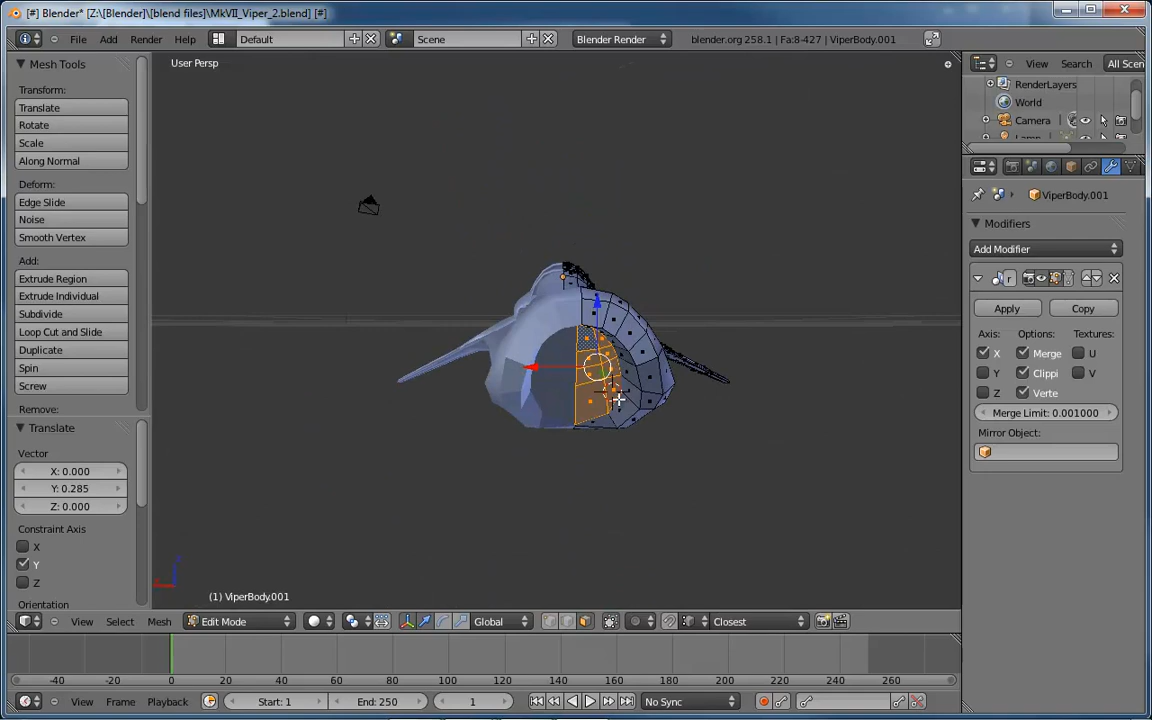 [#] Blender* [Z:\[Blender]\[blend files]\MkVII_Viper_2.blend] [#]
File Add Render Help Default Scene Blender Render blender.org 258.1 | Fa:8-427 | ViperBody.001
Mesh Tools
Transform:
Translate
Rotate
Scale
Along Normal
Deform:
Edge Slide
Noise
Smooth Vertex
Add:
Extrude Region
Extrude Individual
Subdivide
Loop Cut and Slide
Duplicate
Spin
Screw
Remove:
Translate
Vector
X: 0.000
Y: 0.285
Z: 0.000
Constraint Axis
X
Y
Z
Orientation
User Persp
(1) ViperBody.001
View Search All Scen
RenderLayers
World
Camera
Lamp
ViperBody.001
Modifiers
Add Modifier
r
Apply Copy
Axis: Options: Textures:
X Merge U
Y Clippi V
Z Verte
Merge Limit: 0.001000
Mirror Object:
View Select Mesh Edit Mode Global Closest
-40 -20 0 20 40 60 80 100 120 140 160 180 200 220 240 260
View Frame Playback Start: 1 End: 250 1 No Sync